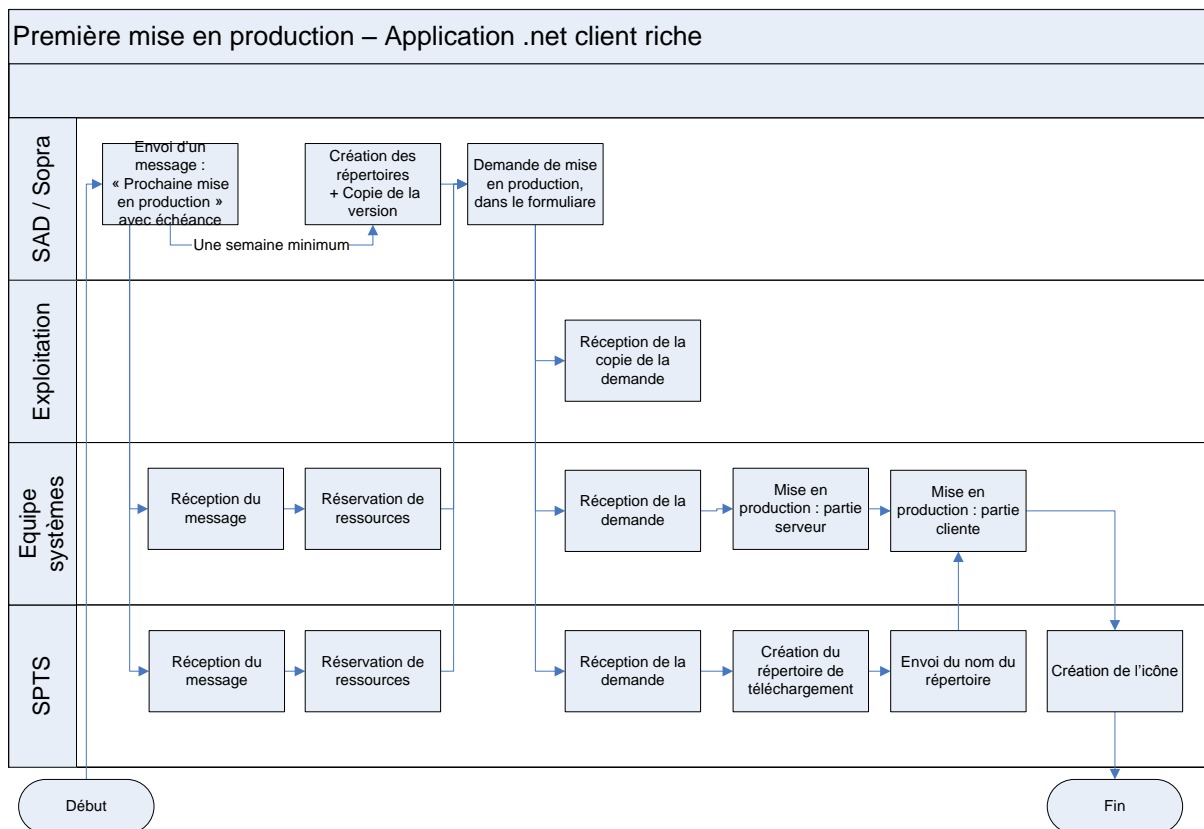 Première mise en production – Application .net client riche
SAD / Sopra
Envoi d'un
message :
« Prochaine mise
en production »
avec échéance
Création des
répertoires
+ Copie de la
version
Demande de mise
en production,
dans le formuliare
Une semaine minimum
Exploitation
Réception de la
copie de la
demande
Equipe
systèmes
Réception du
message
Réservation de
ressources
Réception de la
demande
Mise en
production : partie
serveur
Mise en
production : partie
cliente
SPTS
Réception du
message
Réservation de
ressources
Réception de la
demande
Création du
répertoire de
téléchargement
Envoi du nom du
répertoire
Création de l'icône
Début
Fin